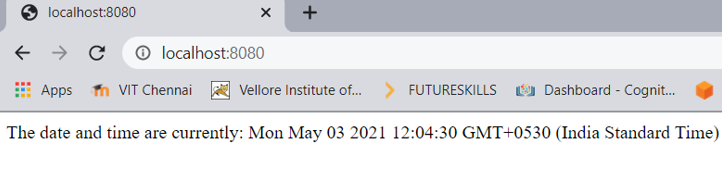 localhost:8080
localhost:8080
Apps VIT Chennai Vellore Institute of... FUTURESKILLS Dashboard - Cognit...
The date and time are currently: Mon May 03 2021 12:04:30 GMT+0530 (India Standard Time)